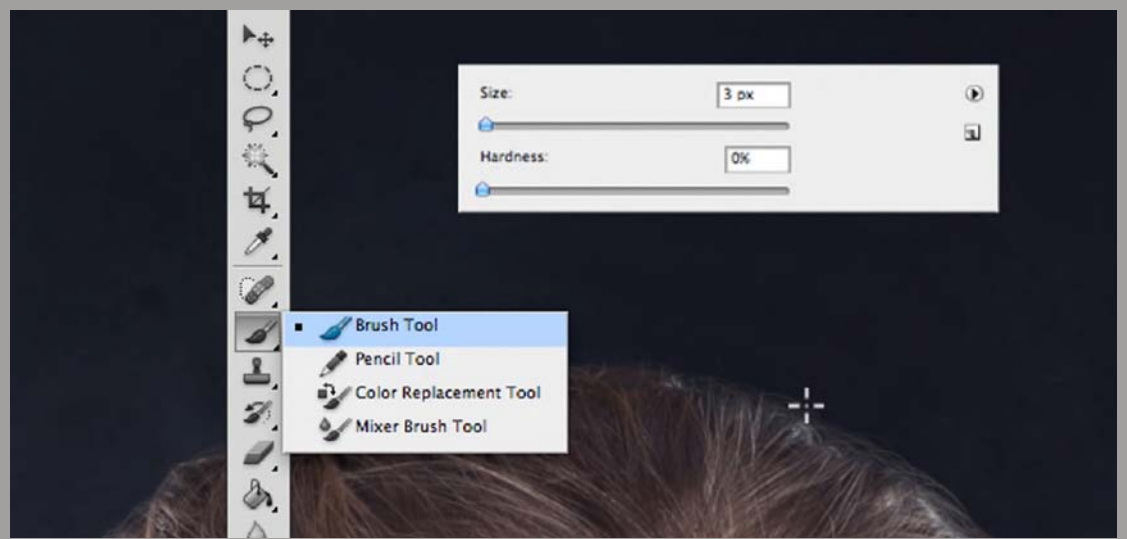 Size:
3 px
Hardness:
0%
Brush Tool
Pencil Tool
Color Replacement Tool
Mixer Brush Tool